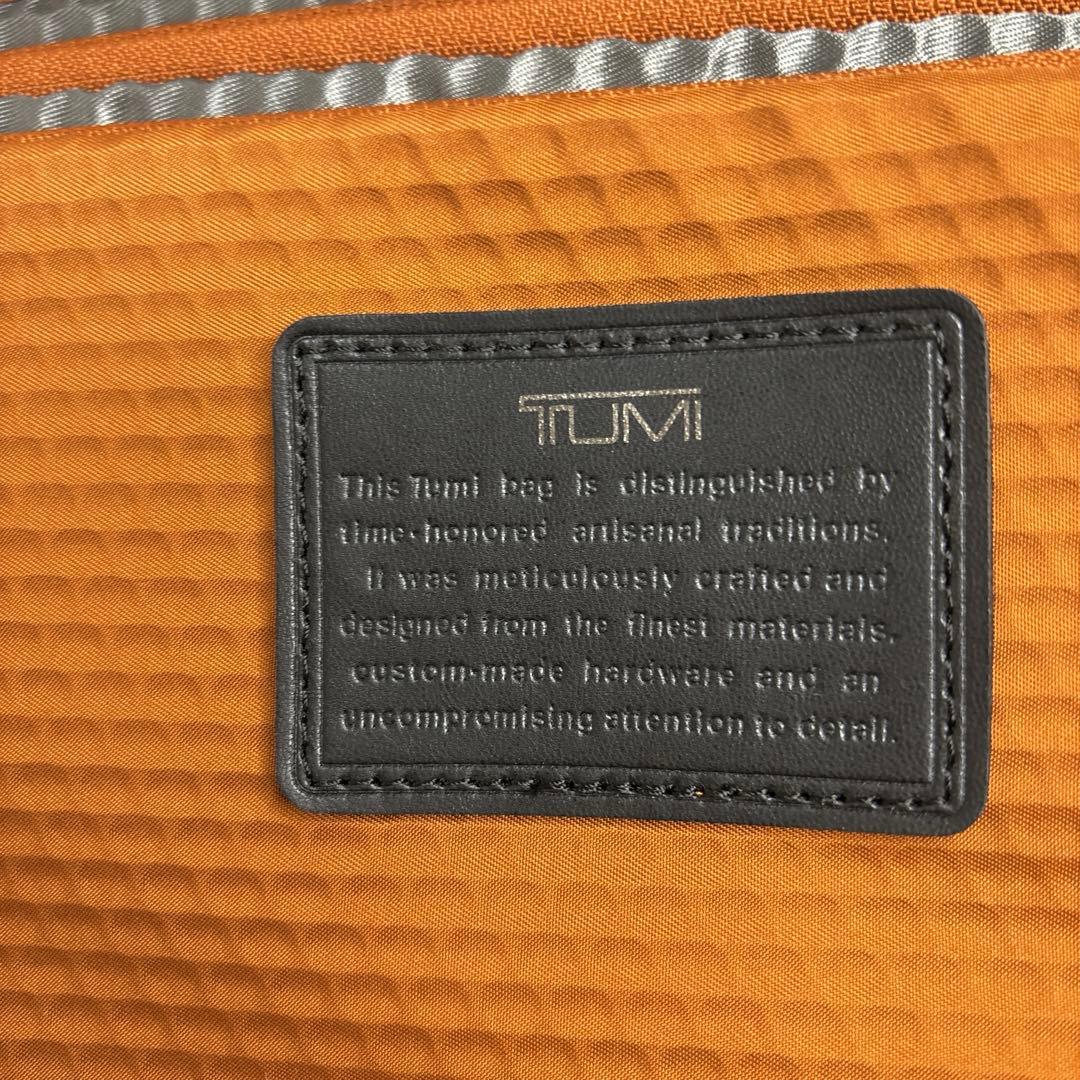 TUMI
This Tumi bag is distinguished by
time-honored artisanal traditions.
It was meticulously crafted and
designed from the finest materials,
custom-made hardware and an
uncompromising attention to detail.